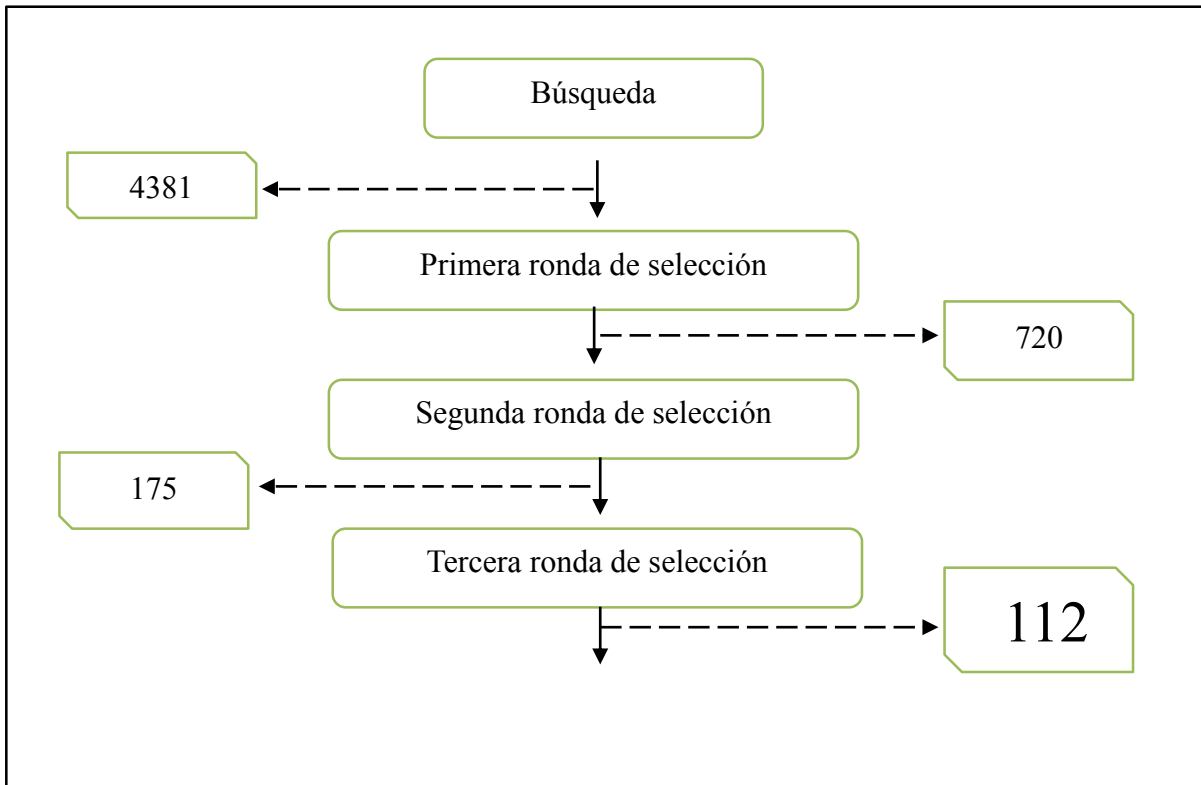 Búsqueda
4381
Primera ronda de selección
720
Segunda ronda de selección
175
Tercera ronda de selección
112